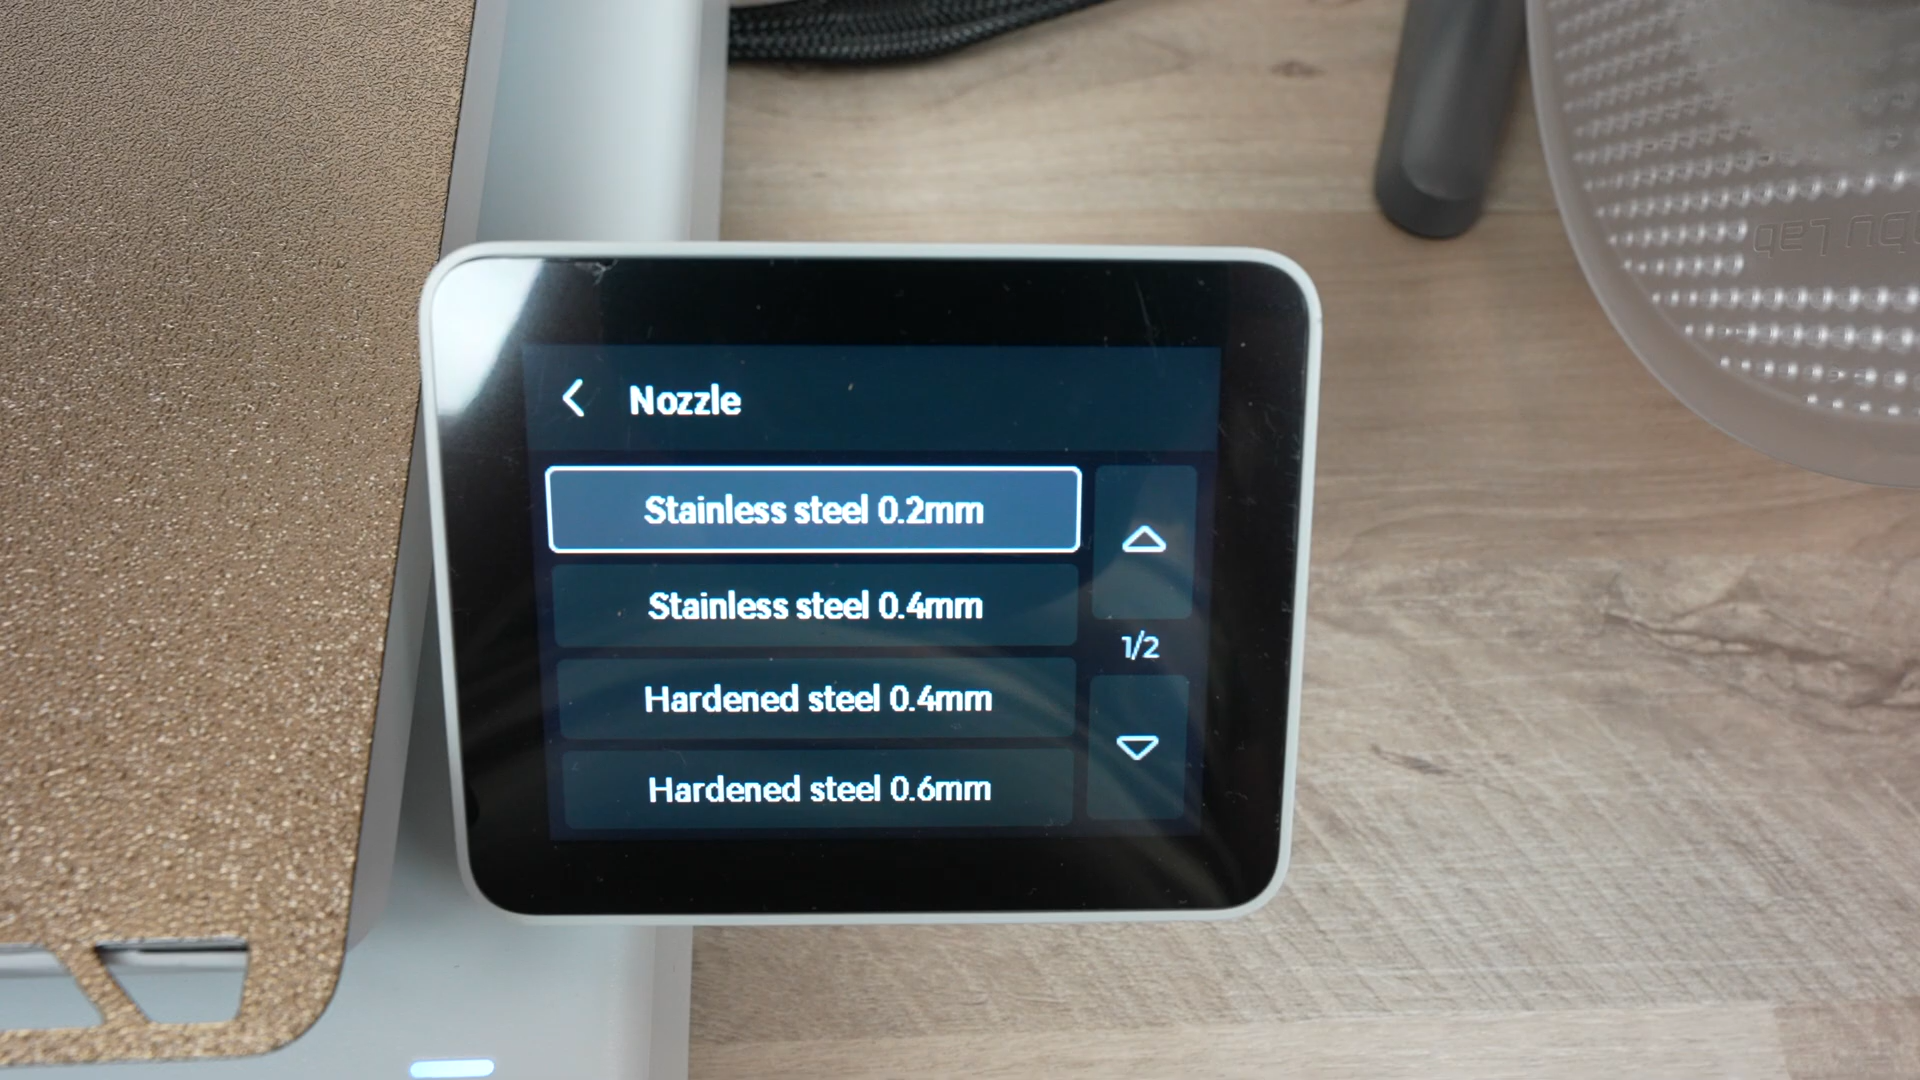 Nozzle
Stainless steel 0.2mm
Stainless steel 0.4mm
1/2
Hardened steel 0.4mm
Hardened steel 0.6mm
Lab